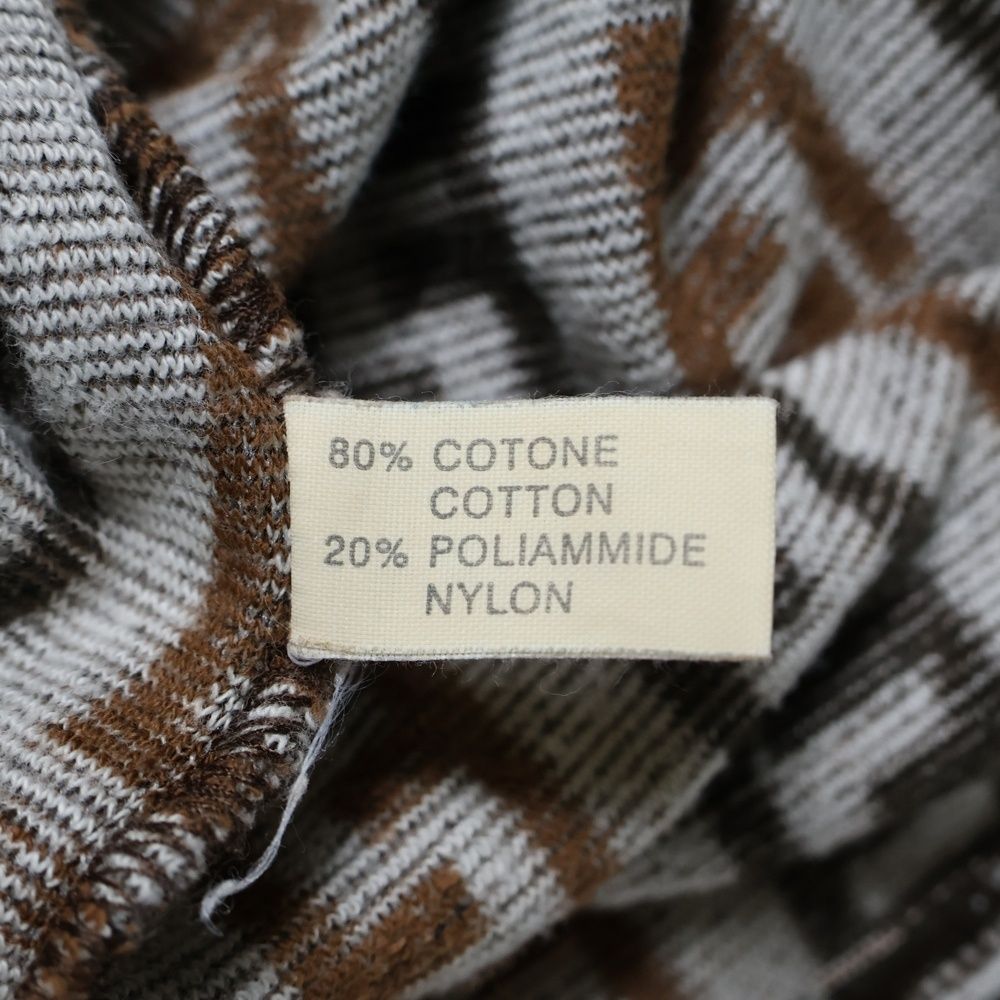 80% COTONE
COTTON
20% POLIAMMIDE
NYLON